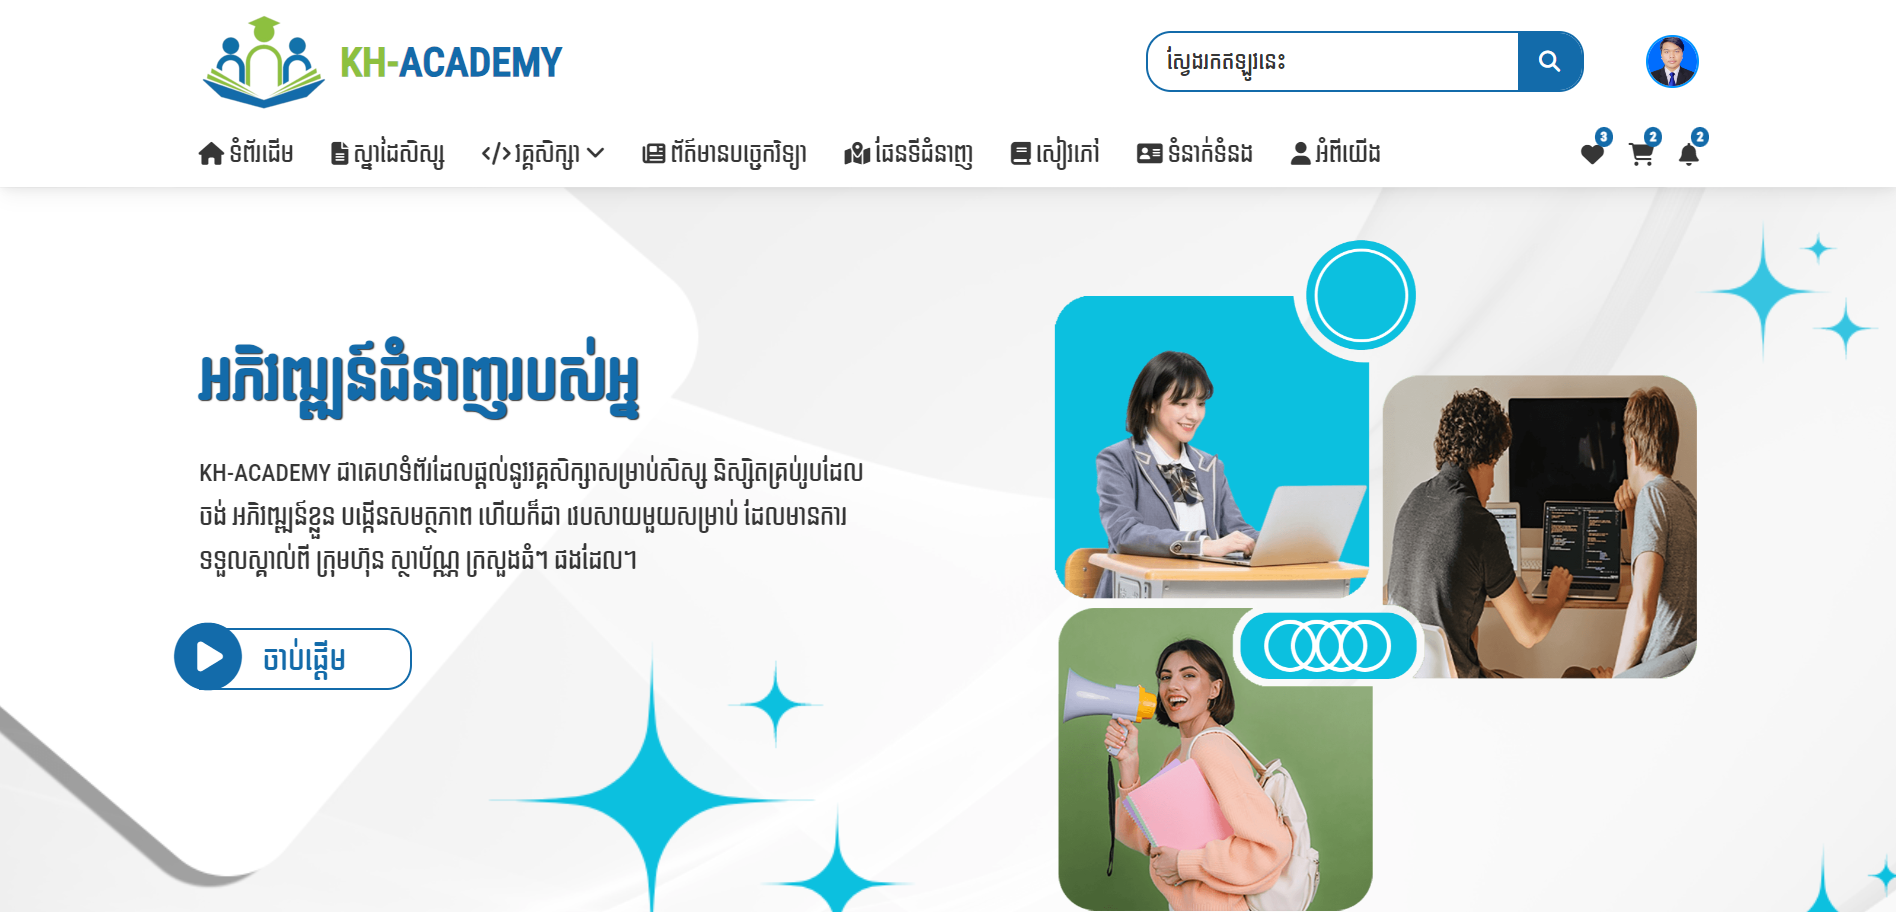 KH-ACADEMY
ស្វែងរកឥឡូវនេះ
ទំព័រដើម
ស្នាដៃសិស្ស
វគ្គសិក្សា
ព័ត៌មានបច្ចេកវិទ្យា
ផែនទីជំនាញ
សៀវភៅ
ទំនាក់ទំនង
អំពីយើង
3
2
2
អភិវឌ្ឍន៍ជំនាញរបស់អ្ន
KH-ACADEMY ជាគេហទំព័រដែលផ្តល់នូវវគ្គសិក្សាសម្រាប់សិស្ស និស្សិតគ្រប់រូបដែល
ចង់ អភិវឌ្ឍន៍ខ្លួន បង្កើនសមត្ថភាព ហើយក៏ជា វេបសាយមួយសម្រាប់ ដែលមានការ
ទទួលស្គាល់ពី ក្រុមហ៊ុន ស្ថាប័ណ្ណ ក្រសួងធំៗ ផងដែល។
ចាប់ផ្តើម